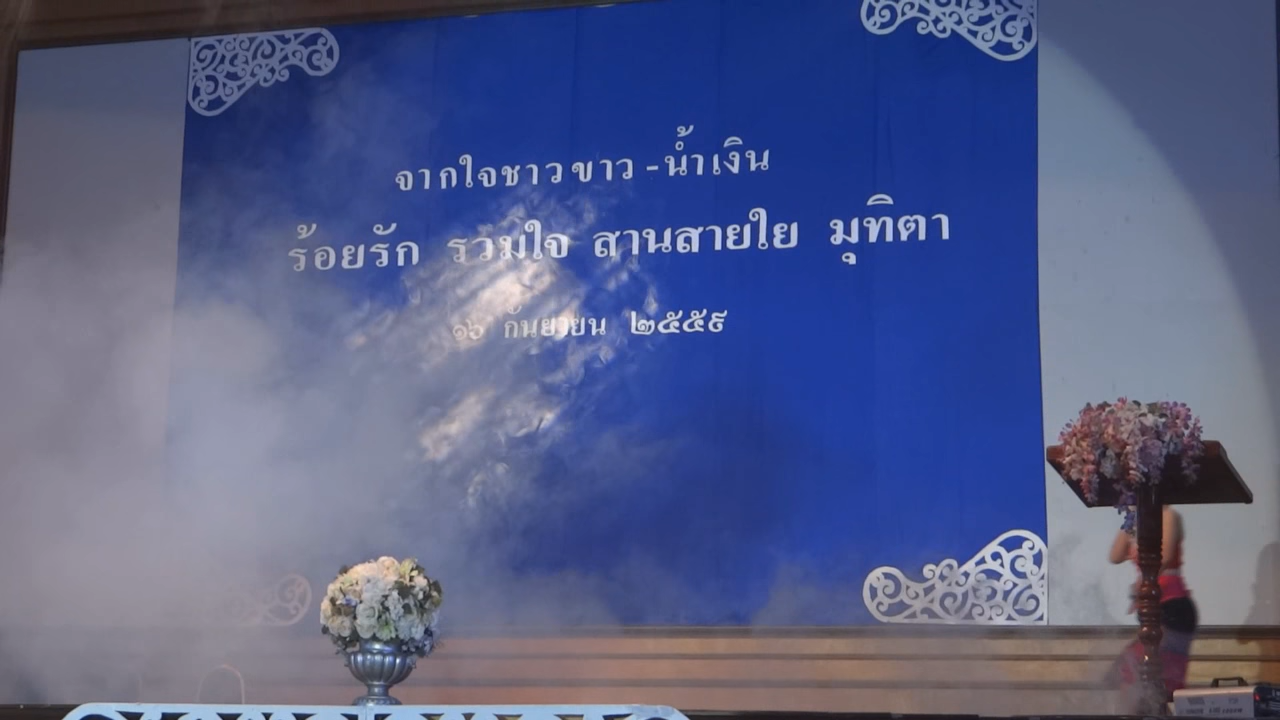 จากใจชาวขาว-น้ำเงิน
ร้อยรัก รวมใจ สานสายใย มุทิตา
๑๖ กันยายน ๒๕๕๙